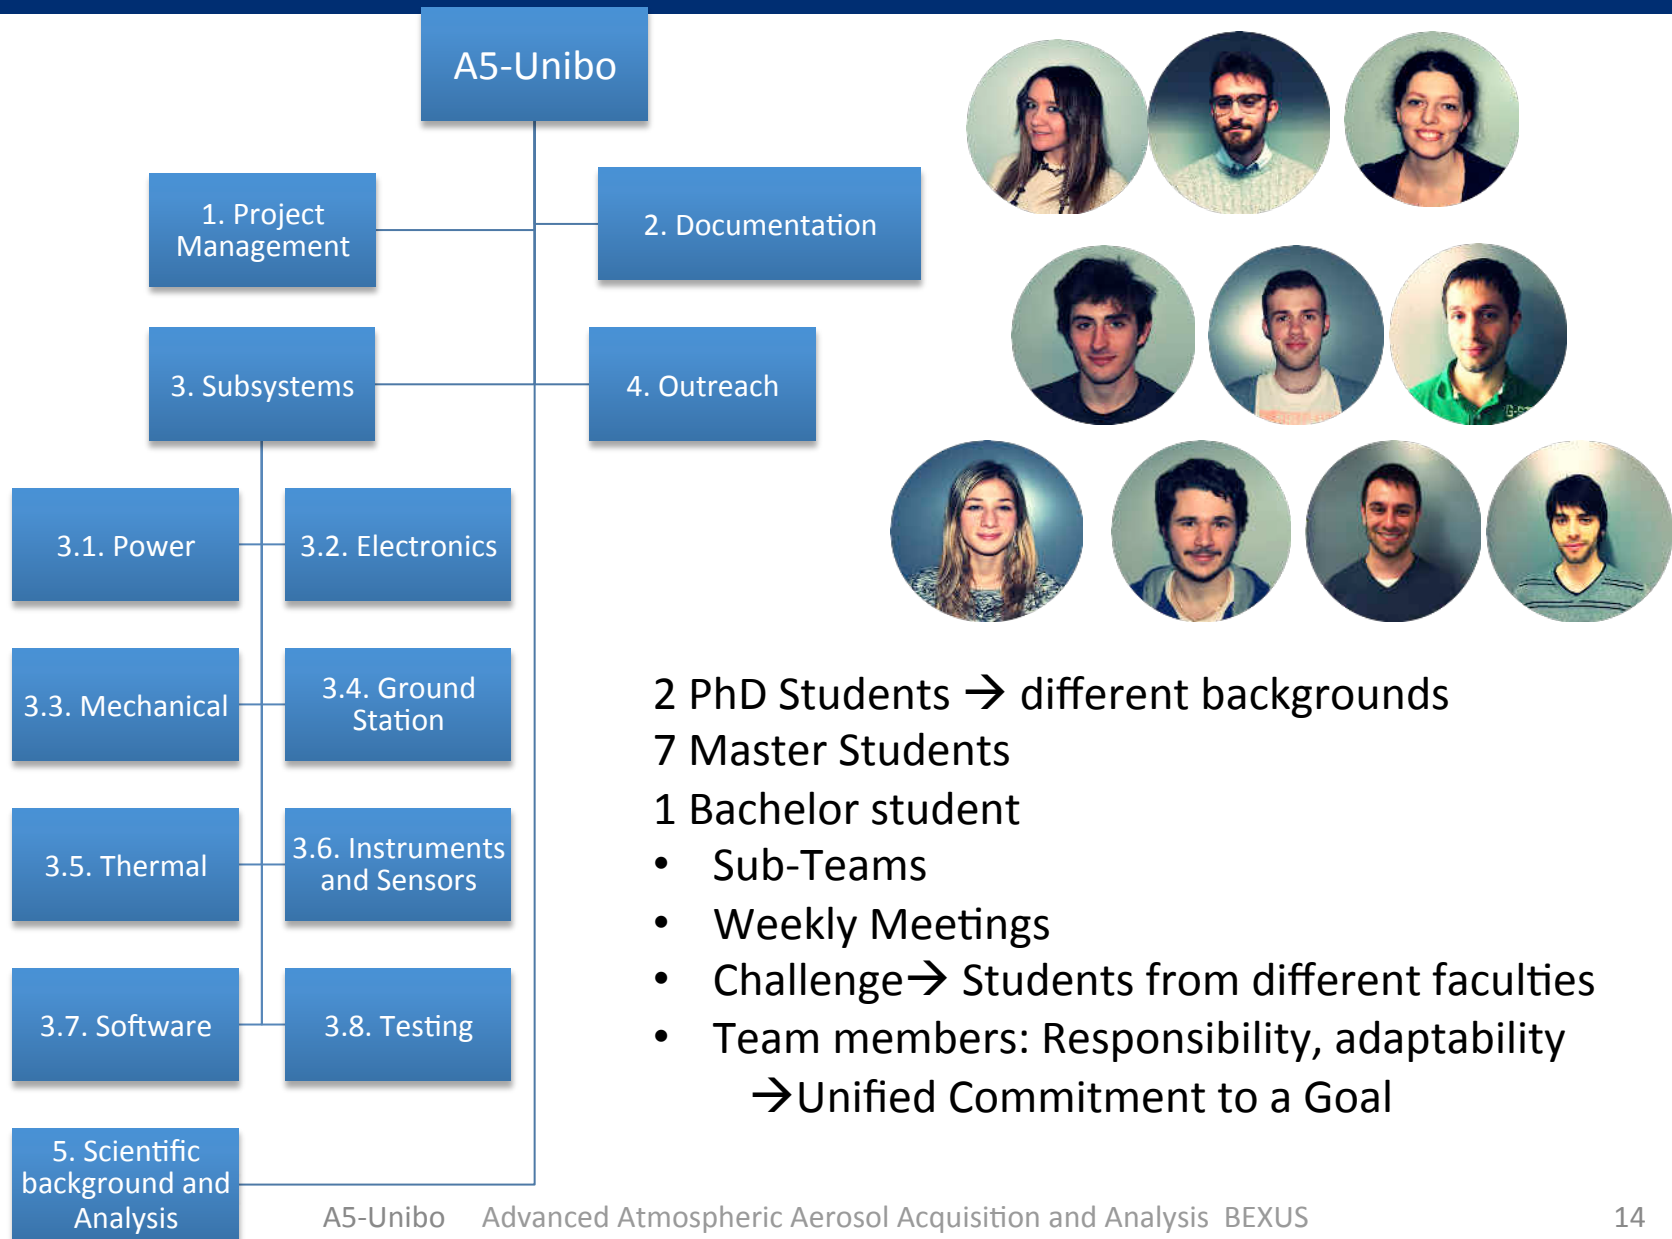 A5-Unibo
1. Project
Management
2. Documentation
3. Subsystems
4. Outreach
3.1. Power
3.2. Electronics
3.3. Mechanical
3.4. Ground
Station
3.5. Thermal
3.6. Instruments
and Sensors
3.7. Software
3.8. Testing
5. Scientific
background and
Analysis
2 PhD Students → different backgrounds
7 Master Students
1 Bachelor student
• Sub-Teams
• Weekly Meetings
• Challenge→ Students from different faculties
• Team members: Responsibility, adaptability
→Unified Commitment to a Goal
A5-Unibo Advanced Atmospheric Aerosol Acquisition and Analysis BEXUS 14